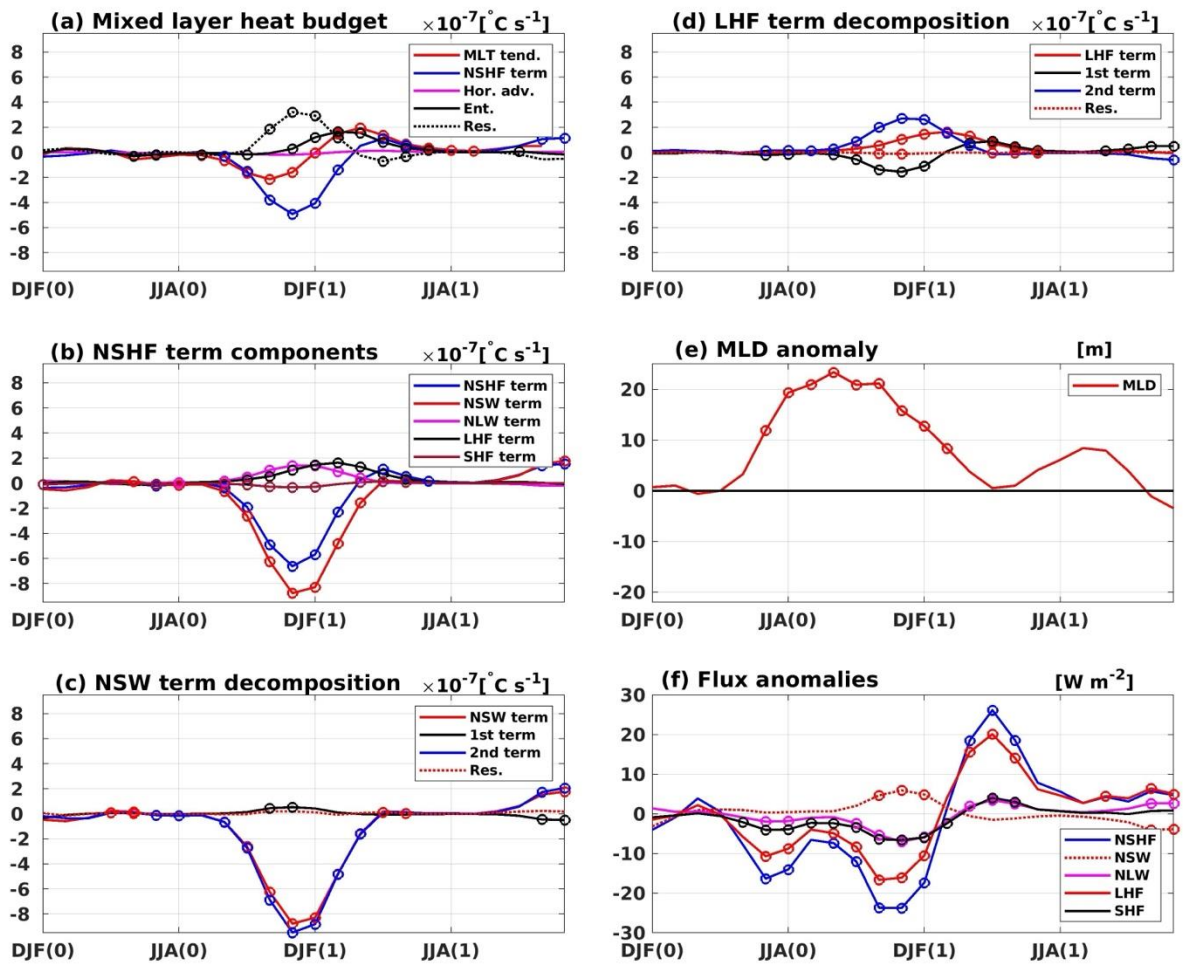 (a) Mixed layer heat budget ×10⁻⁷[°C s⁻¹]
8
6
4
2
0
-2
-4
-6
-8
MLT tend.
NSHF term
Hor. adv.
Ent.
Res.
DJF(0) JJA(0) DJF(1) JJA(1)
(d) LHF term decomposition ×10⁻⁷[°C s⁻¹]
8
6
4
2
0
-2
-4
-6
-8
LHF term
1st term
2nd term
Res.
DJF(0) JJA(0) DJF(1) JJA(1)
(b) NSHF term components ×10⁻⁷[°C s⁻¹]
8
6
4
2
0
-2
-4
-6
-8
NSHF term
NSW term
NLW term
LHF term
SHF term
DJF(0) JJA(0) DJF(1) JJA(1)
(e) MLD anomaly [m]
20
10
0
-10
-20
MLD
DJF(0) JJA(0) DJF(1) JJA(1)
(c) NSW term decomposition ×10⁻⁷[°C s⁻¹]
8
6
4
2
0
-2
-4
-6
-8
NSW term
1st term
2nd term
Res.
DJF(0) JJA(0) DJF(1) JJA(1)
(f) Flux anomalies [W m⁻²]
30
20
10
0
-10
-20
-30
NSHF
NSW
NLW
LHF
SHF
DJF(0) JJA(0) DJF(1) JJA(1)